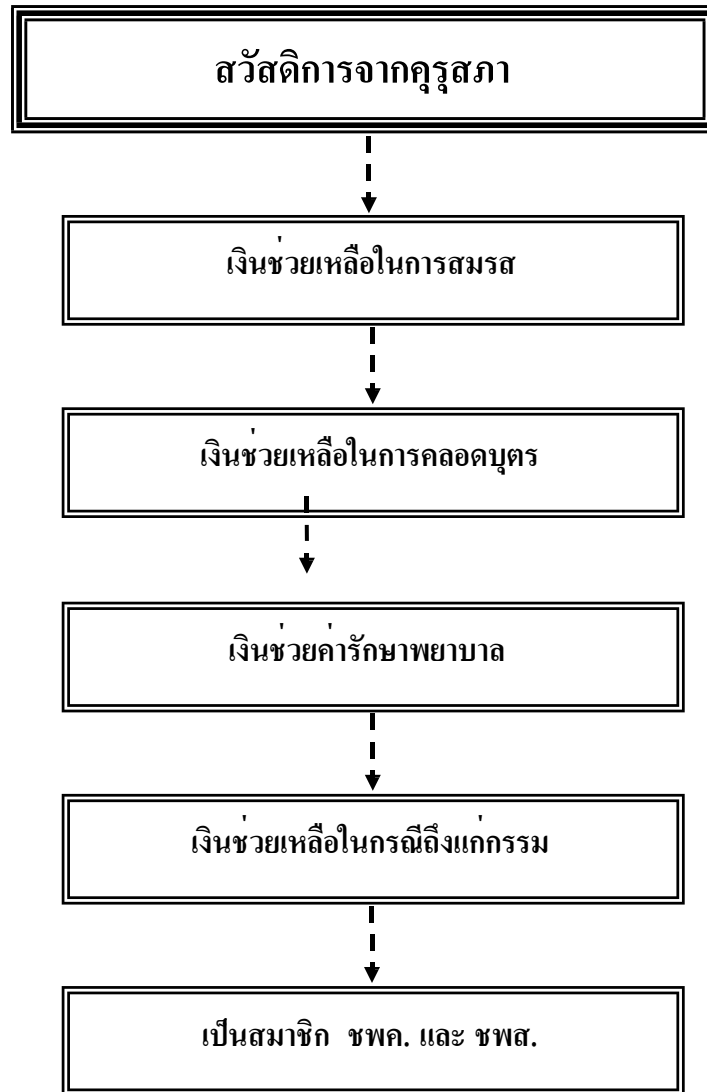 สวัสดิการจากคุรุสภา
เงินช่วยเหลือในการสมรส
เงินช่วยเหลือในการคลอดบุตร
เงินช่วยค่ารักษาพยาบาล
เงินช่วยเหลือในกรณีถึงแก่กรรม
เป็นสมาชิก ชพค. และ ชพส.